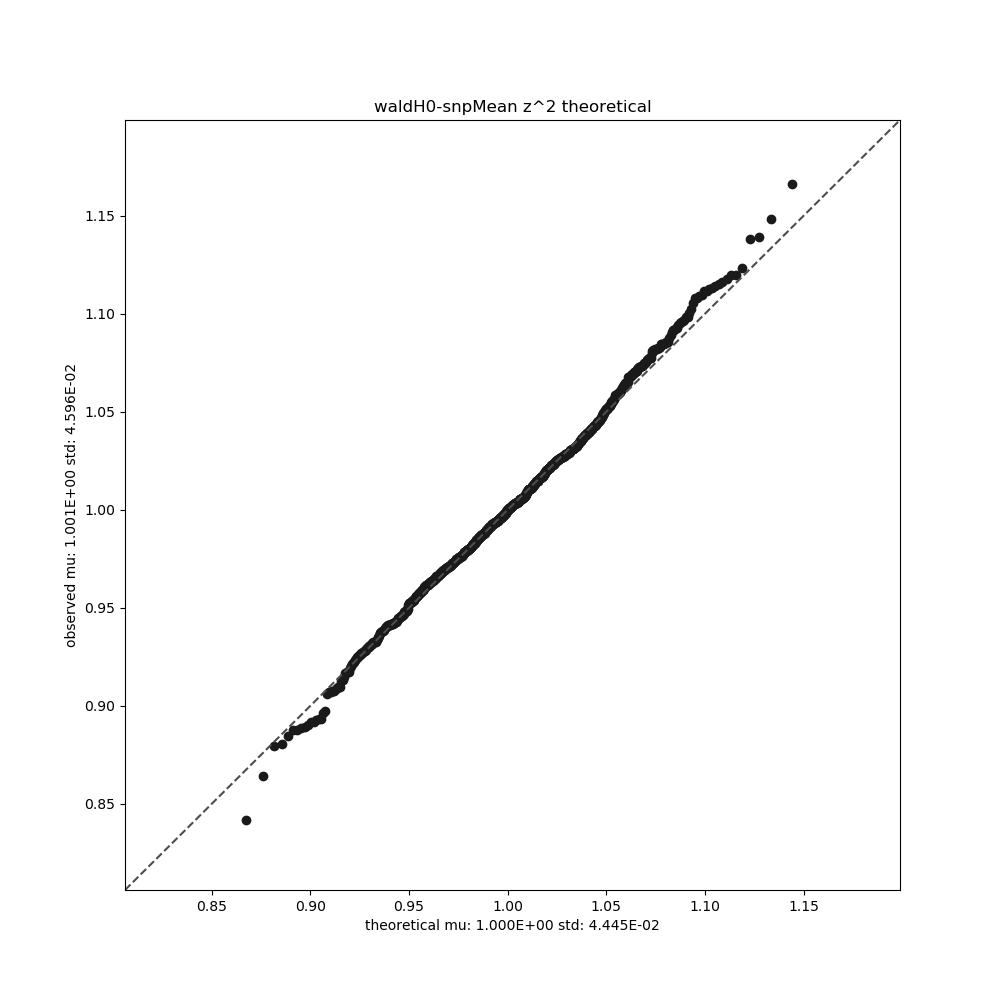 waldH0-snpMean z^2 theoretical
1.15
1.10
1.05
1.00
0.95
0.90
0.85
observed mu: 1.001E+00 std: 4.596E-02
0.85 0.90 0.95 1.00 1.05 1.10 1.15
theoretical mu: 1.000E+00 std: 4.445E-02